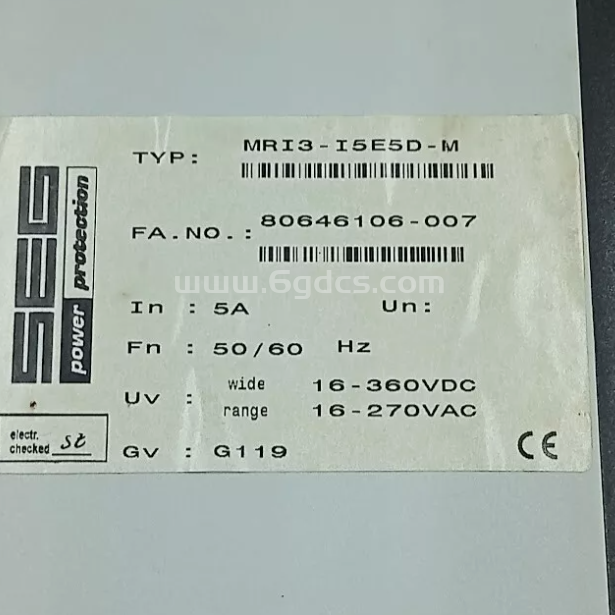 SEG
power protection
TYP: MRI3-I5E5D-M
FA.NO.: 80646106-007
www.6gdcs.com
In : 5A Un:
Fn : 50/60 Hz
Uv : wide range 16-360VDC
16-270VAC
electr. checked st
Gv : G119
CE